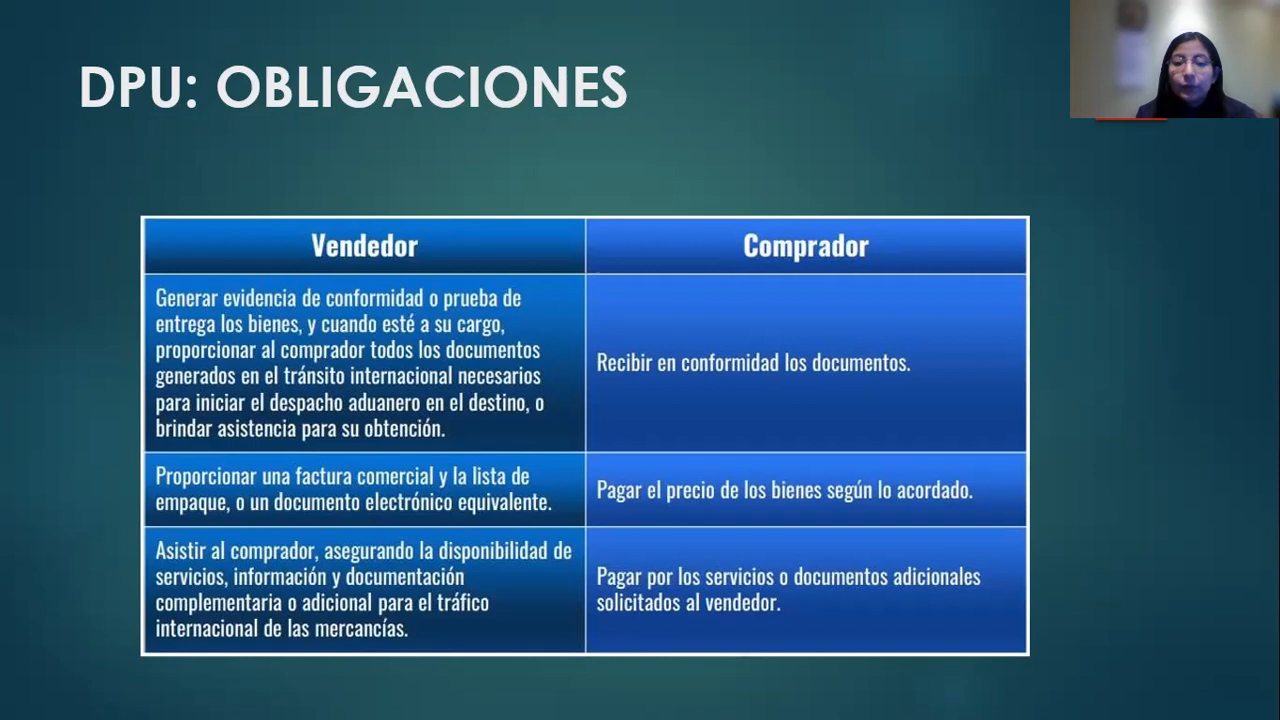 DPU: OBLIGACIONES
Vendedor
Comprador
Generar evidencia de conformidad o prueba de
entrega los bienes, y cuando esté a su cargo,
proporcionar al comprador todos los documentos
generados en el tránsito internacional necesarios
para iniciar el despacho aduanero en el destino, o
brindar asistencia para su obtención.
Recibir en conformidad los documentos.
Proporcionar una factura comercial y la lista de
empaque, o un documento electrónico equivalente.
Pagar el precio de los bienes según lo acordado.
Asistir al comprador, asegurando la disponibilidad de
servicios, información y documentación
complementaria o adicional para el tráfico
internacional de las mercancías.
Pagar por los servicios o documentos adicionales
solicitados al vendedor.